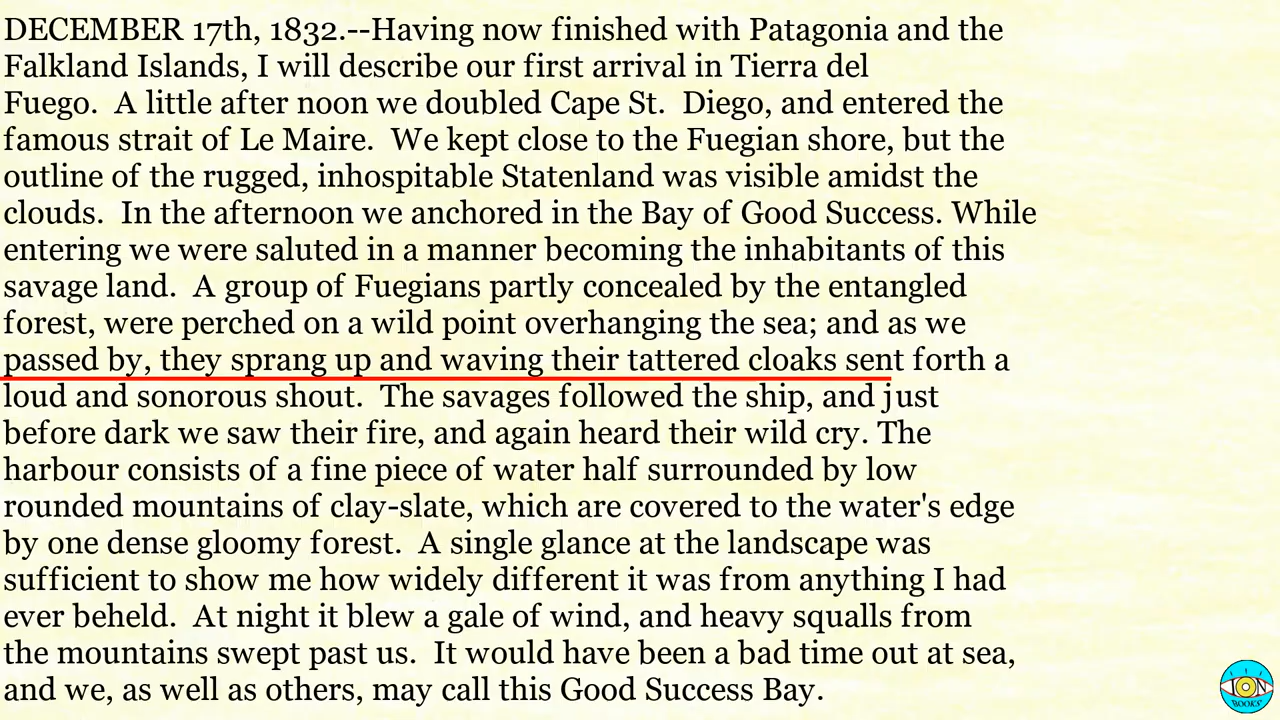 DECEMBER 17th, 1832.--Having now finished with Patagonia and the
Falkland Islands, I will describe our first arrival in Tierra del
Fuego.  A little after noon we doubled Cape St.  Diego, and entered the
famous strait of Le Maire.  We kept close to the Fuegian shore, but the
outline of the rugged, inhospitable Statenland was visible amidst the
clouds.  In the afternoon we anchored in the Bay of Good Success. While
entering we were saluted in a manner becoming the inhabitants of this
savage land.  A group of Fuegians partly concealed by the entangled
forest, were perched on a wild point overhanging the sea; and as we
passed by, they sprang up and waving their tattered cloaks sent forth a
loud and sonorous shout.  The savages followed the ship, and just
before dark we saw their fire, and again heard their wild cry. The
harbour consists of a fine piece of water half surrounded by low
rounded mountains of clay-slate, which are covered to the water's edge
by one dense gloomy forest.  A single glance at the landscape was
sufficient to show me how widely different it was from anything I had
ever beheld.  At night it blew a gale of wind, and heavy squalls from
the mountains swept past us.  It would have been a bad time out at sea,
and we, as well as others, may call this Good Success Bay.
ION
BOOKS